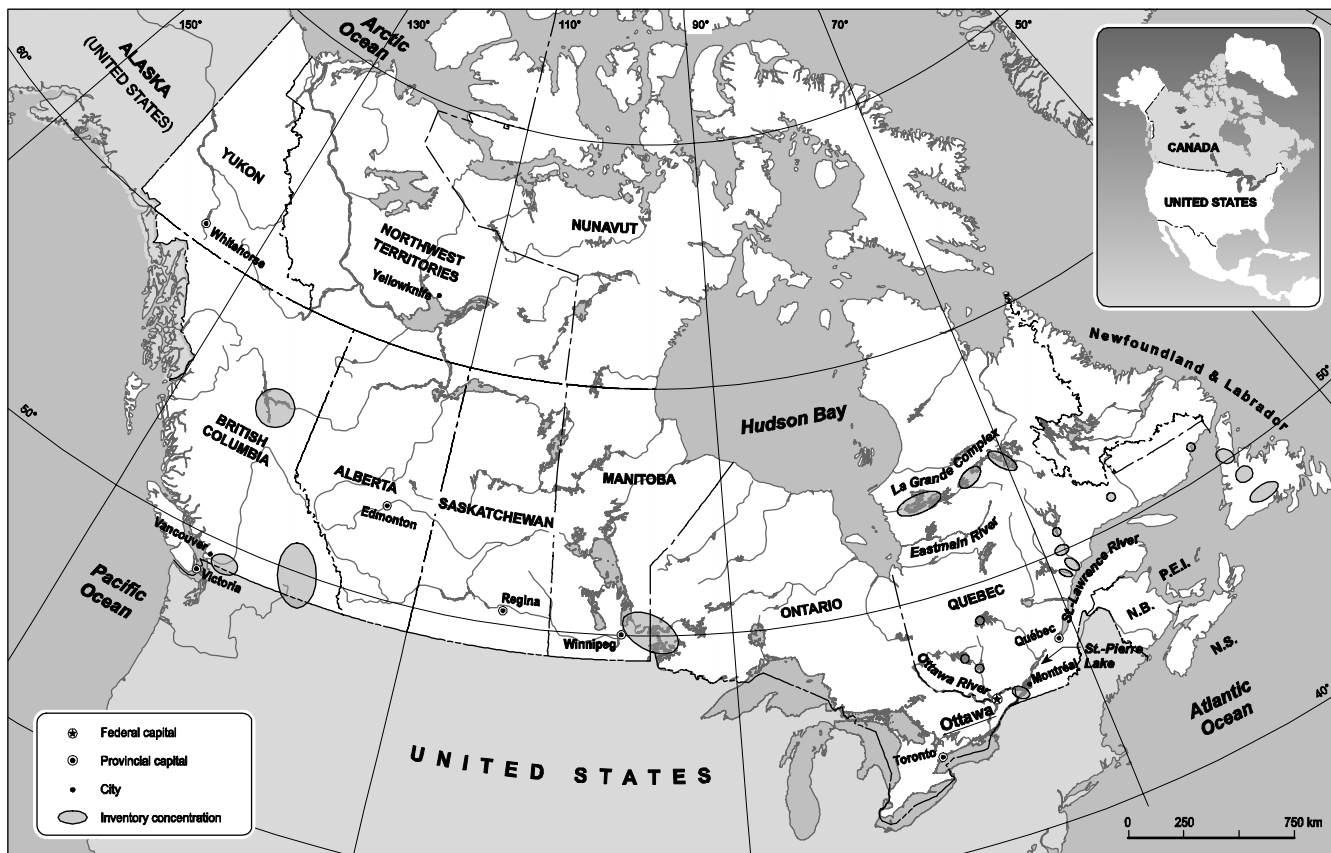 150°
130°
110°
90°
70°
50°
60°
ALASKA
(UNITED STATES)
Arctic
Ocean
CANADA
UNITED STATES
YUKON
Whitehorse
NORTHWEST
TERRITORIES
Yellowknife
NUNAVUT
Newfoundland & Labrador
50°
50°
Hudson Bay
BRITISH
COLUMBIA
ALBERTA
Edmonton
SASKATCHEWAN
MANITOBA
La Grande Complex
Eastmain River
Vancouver
Victoria
Pacific
Ocean
Regina
Winnipeg
ONTARIO
QUEBEC
St. Lawrence River
P.E.I.
N.B.
N.S.
Québec
St.-Pierre
Lake
Montréal
Ottawa River
Ottawa
Toronto
Atlantic
Ocean
40°
UNITED STATES
Federal capital
Provincial capital
City
Inventory concentration
0 250 750 km